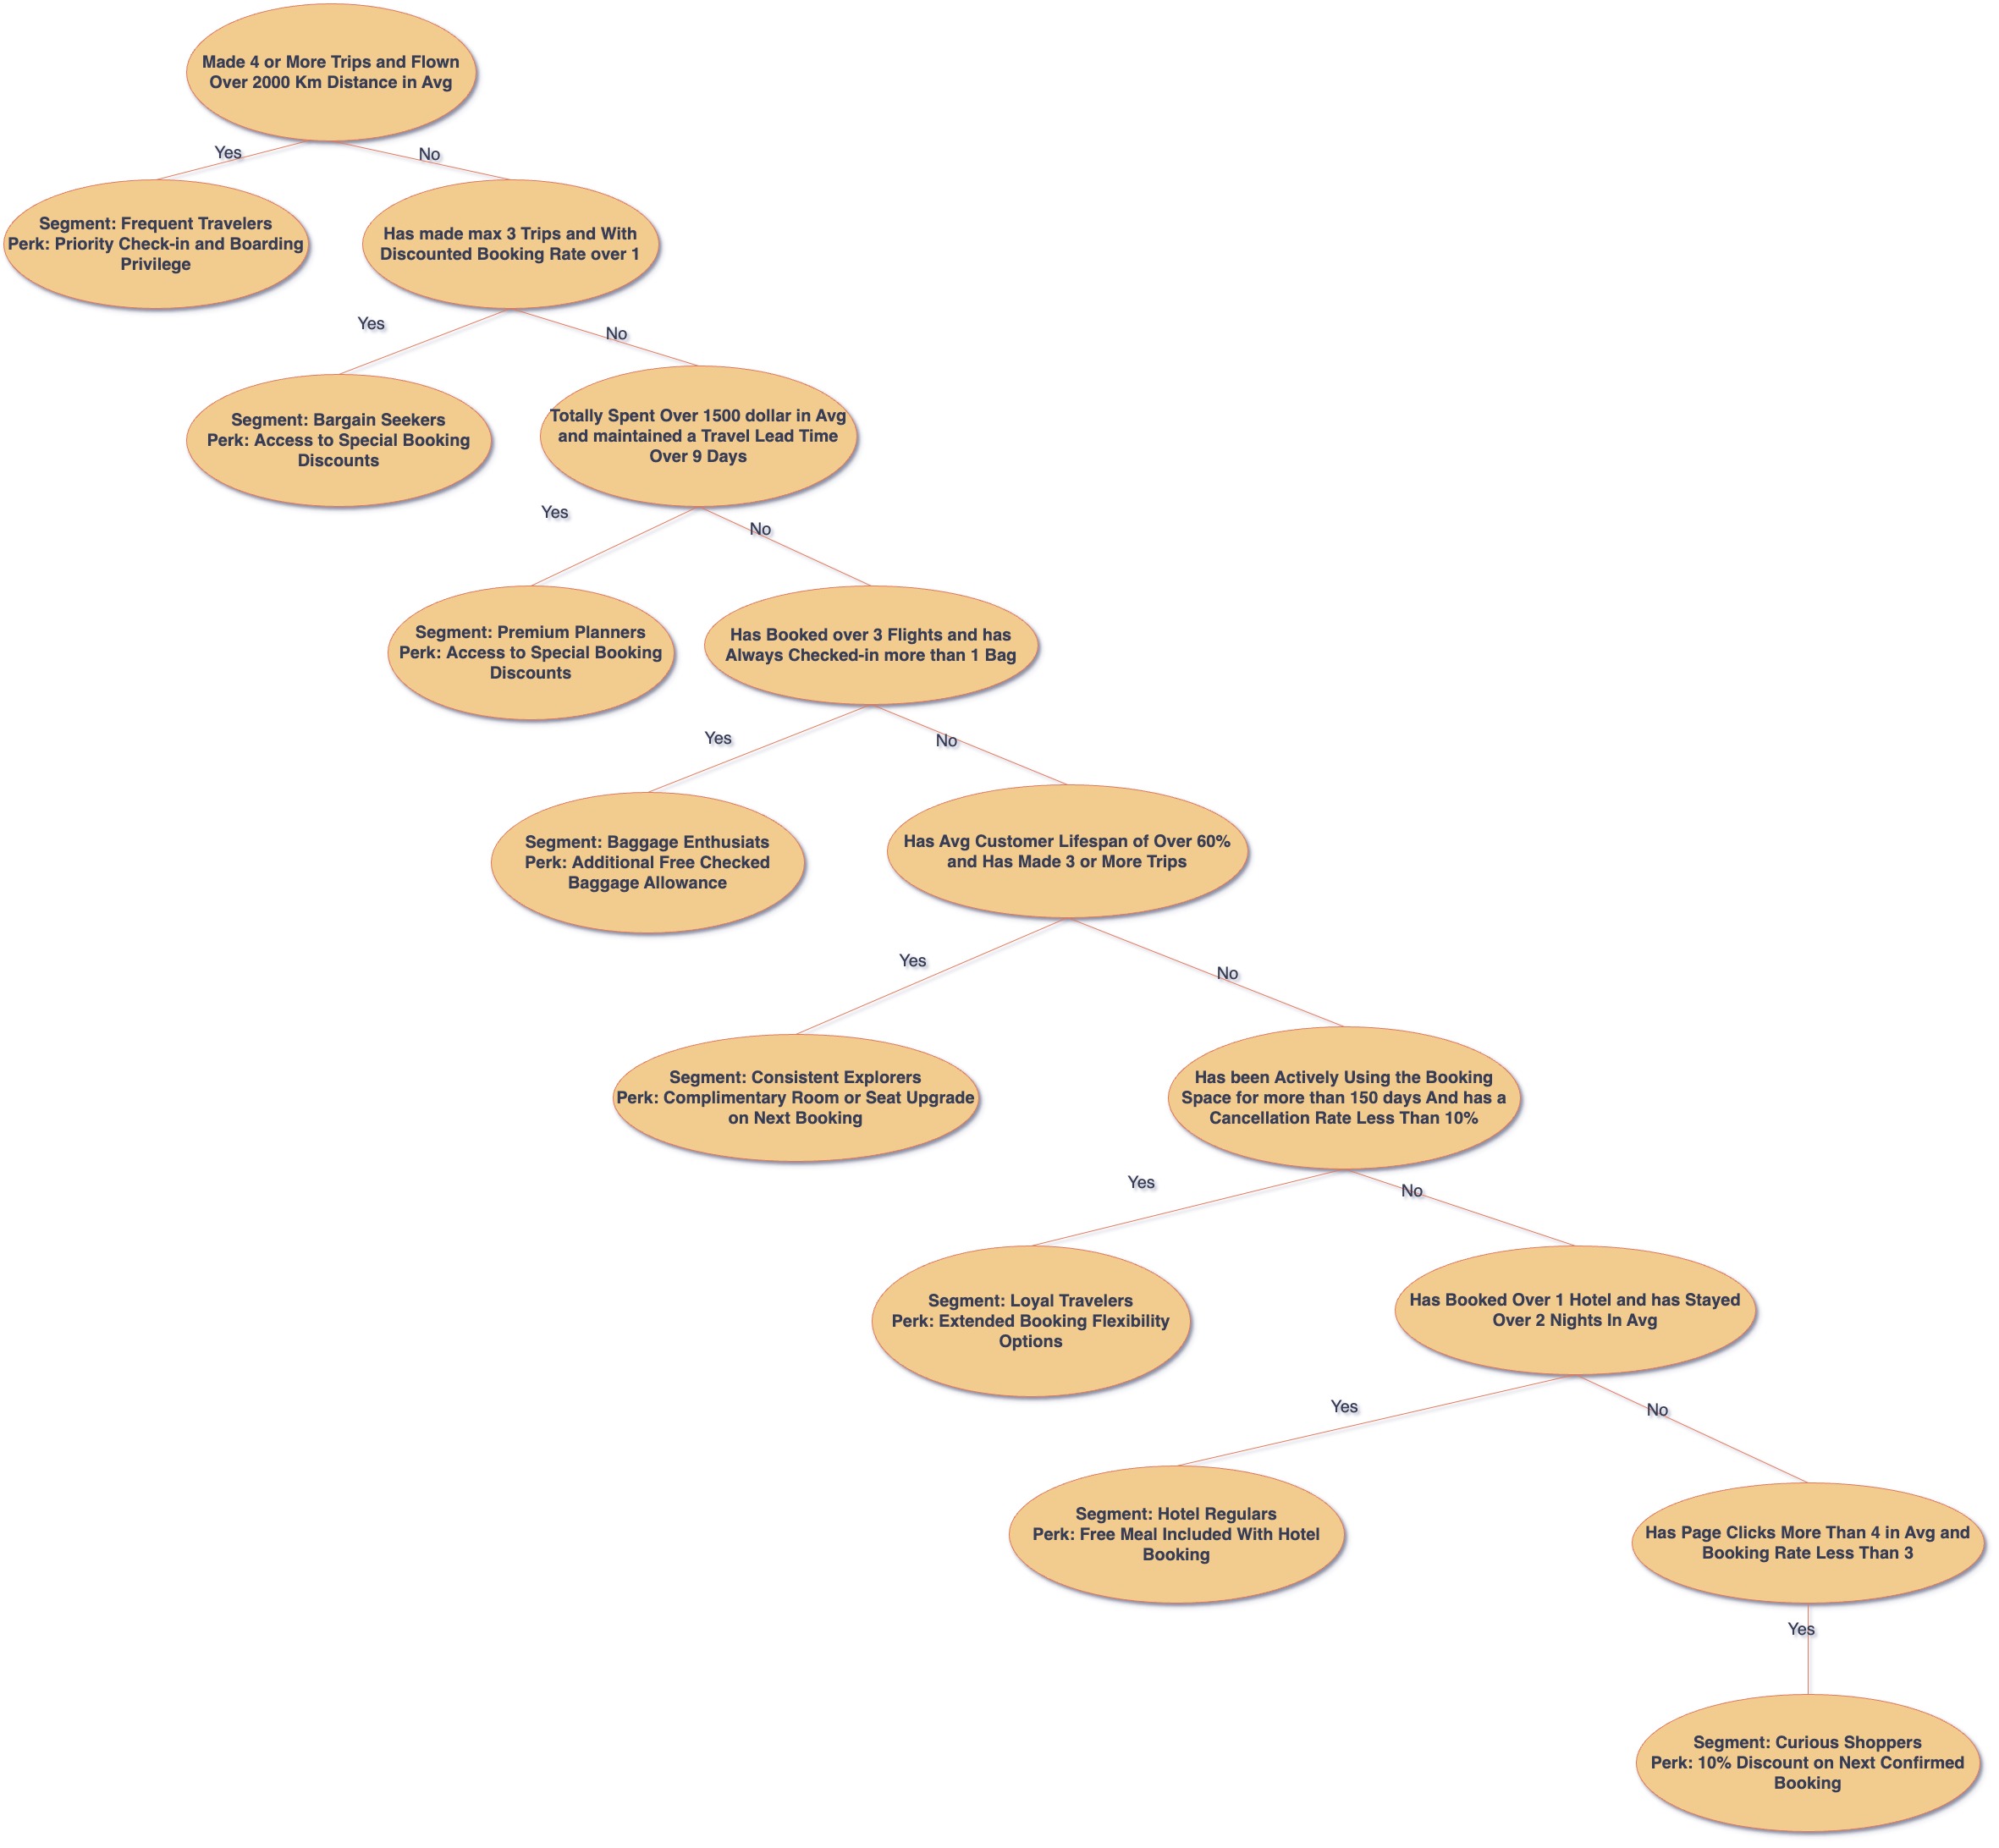 Made 4 or More Trips and Flown
Over 2000 Km Distance in Avg
Yes
No
Segment: Frequent Travelers
Perk: Priority Check-in and Boarding
Privilege
Has made max 3 Trips and With
Discounted Booking Rate over 1
Yes
No
Segment: Bargain Seekers
Perk: Access to Special Booking
Discounts
Totally Spent Over 1500 dollar in Avg
and maintained a Travel Lead Time
Over 9 Days
Yes
No
Segment: Premium Planners
Perk: Access to Special Booking
Discounts
Has Booked over 3 Flights and has
Always Checked-in more than 1 Bag
Yes
No
Segment: Baggage Enthusiats
Perk: Additional Free Checked
Baggage Allowance
Has Avg Customer Lifespan of Over 60%
and Has Made 3 or More Trips
Yes
No
Segment: Consistent Explorers
Perk: Complimentary Room or Seat Upgrade
on Next Booking
Has been Actively Using the Booking
Space for more than 150 days And has a
Cancellation Rate Less Than 10%
Yes
No
Segment: Loyal Travelers
Perk: Extended Booking Flexibility
Options
Has Booked Over 1 Hotel and has Stayed
Over 2 Nights In Avg
Yes
No
Segment: Hotel Regulars
Perk: Free Meal Included With Hotel
Booking
Has Page Clicks More Than 4 in Avg and
Booking Rate Less Than 3
Yes
Segment: Curious Shoppers
Perk: 10% Discount on Next Confirmed
Booking